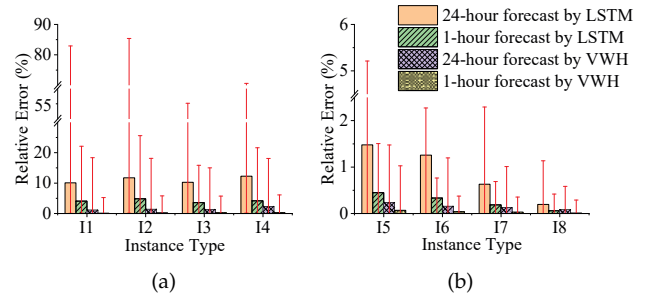 90
80
55
20
10
0
Relative Error (%)
I1 I2 I3 I4
Instance Type
(a)
6
5
2
1
0
Relative Error (%)
24-hour forecast by LSTM
1-hour forecast by LSTM
24-hour forecast by VWH
1-hour forecast by VWH
I5 I6 I7 I8
Instance Type
(b)